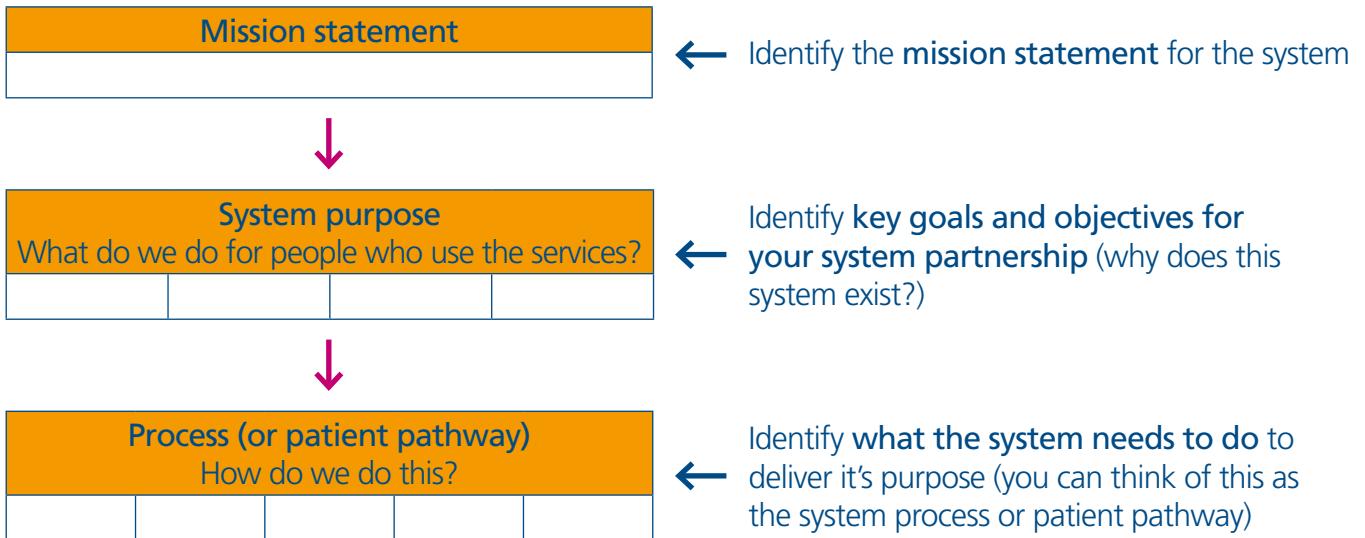 Mission statement
Identify the mission statement for the system
System purpose
What do we do for people who use the services?
Identify key goals and objectives for
your system partnership (why does this
system exist?)
Process (or patient pathway)
How do we do this?
Identify what the system needs to do to
deliver it's purpose (you can think of this as
the system process or patient pathway)